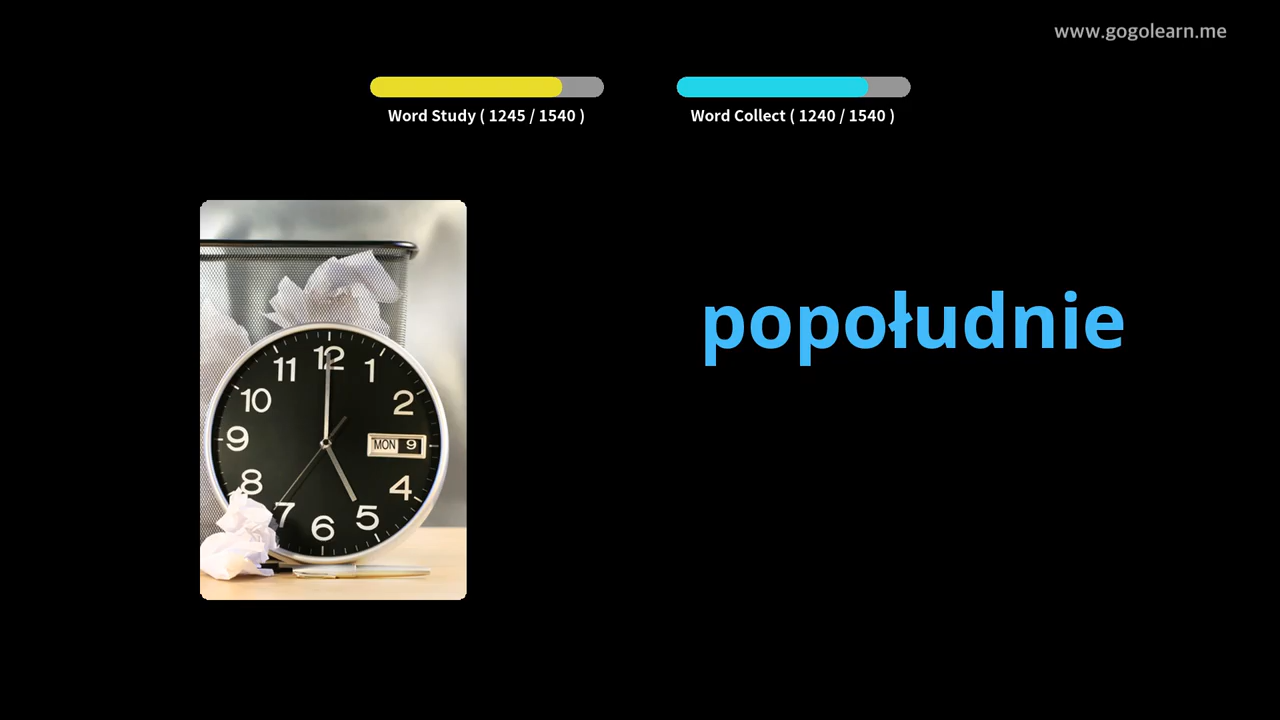 www.gogolearn.me
Word Study ( 1245 / 1540 )
Word Collect ( 1240 / 1540 )
popołudnie
12
11
1
10
2
9
MON 9
8
4
7
5
6